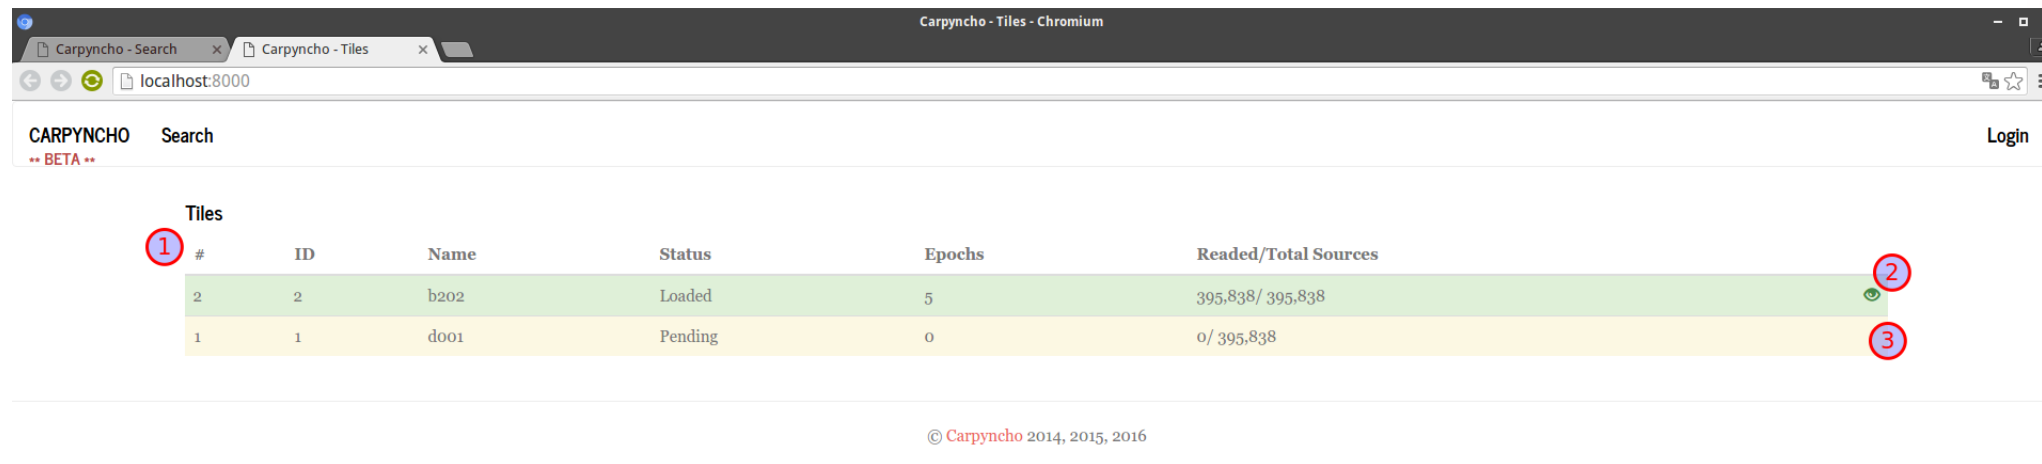 Carpyncho - Tiles - Chromium
Carpyncho - Search Carpyncho - Tiles
localhost:8000
CARPYNCHO Search Login
** BETA **
Tiles
1 # ID Name Status Epochs Readed/Total Sources
2
2 2 b202 Loaded 5 395,838/ 395,838
1 1 d001 Pending 0 0/ 395,838 3
© Carpyncho 2014, 2015, 2016